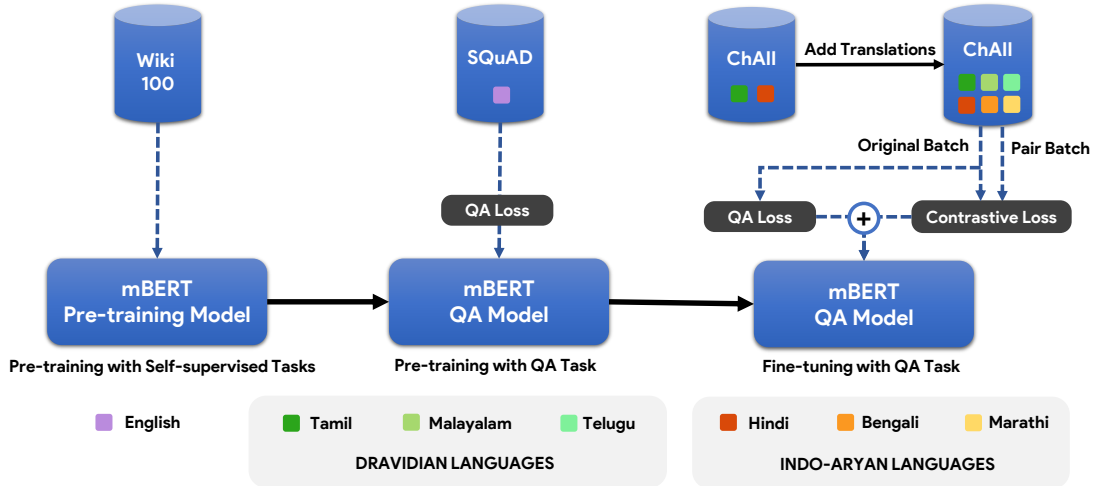 Wiki
100
SQuAD
ChAII
Add Translations
ChAII
Original Batch
Pair Batch
QA Loss
QA Loss
+
Contrastive Loss
mBERT
Pre-training Model
mBERT
QA Model
mBERT
QA Model
Pre-training with Self-supervised Tasks
Pre-training with QA Task
Fine-tuning with QA Task
English
Tamil
Malayalam
Telugu
Hindi
Bengali
Marathi
DRAVIDIAN LANGUAGES
INDO-ARYAN LANGUAGES